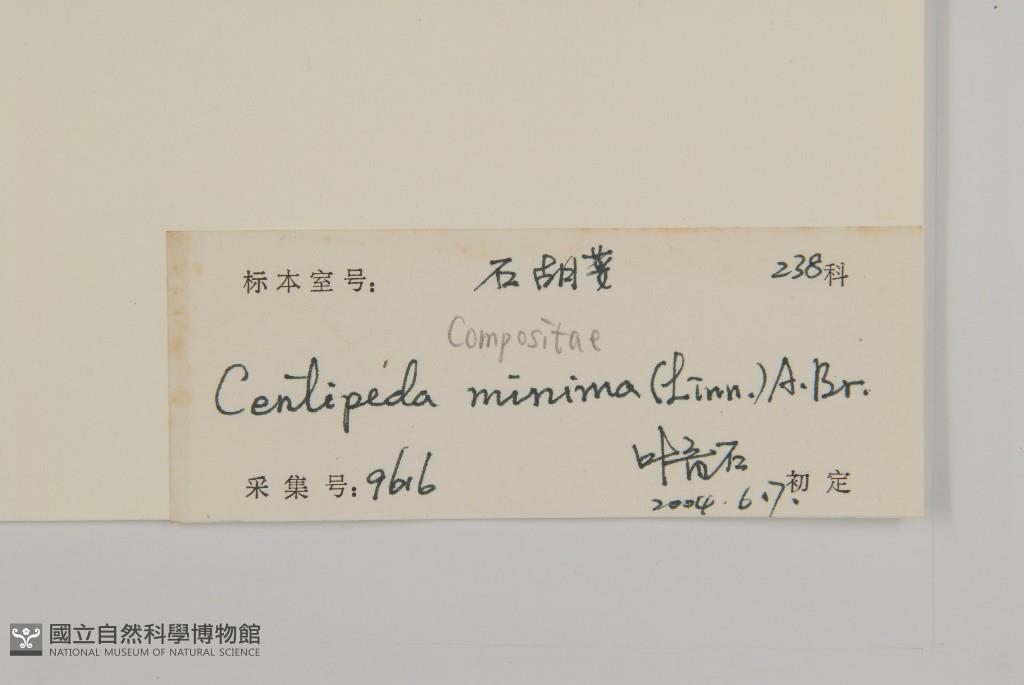 标本室号: 石胡荽 238科
Compositae
Centipeda minima (Linn.) A.Br.
采集号: 9616 叶育石 初定
2004.6.17.
國立自然科學博物館
NATIONAL MUSEUM OF NATURAL SCIENCE